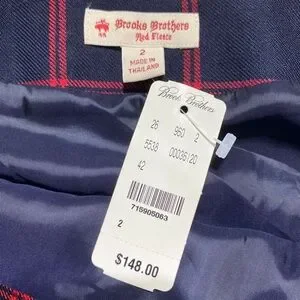 Brooks Brothers
Red Fleece
2
MADE IN
THAILAND
Brooks Brothers
26 960 2
5538 00036120
42
715905063
2
$148.00